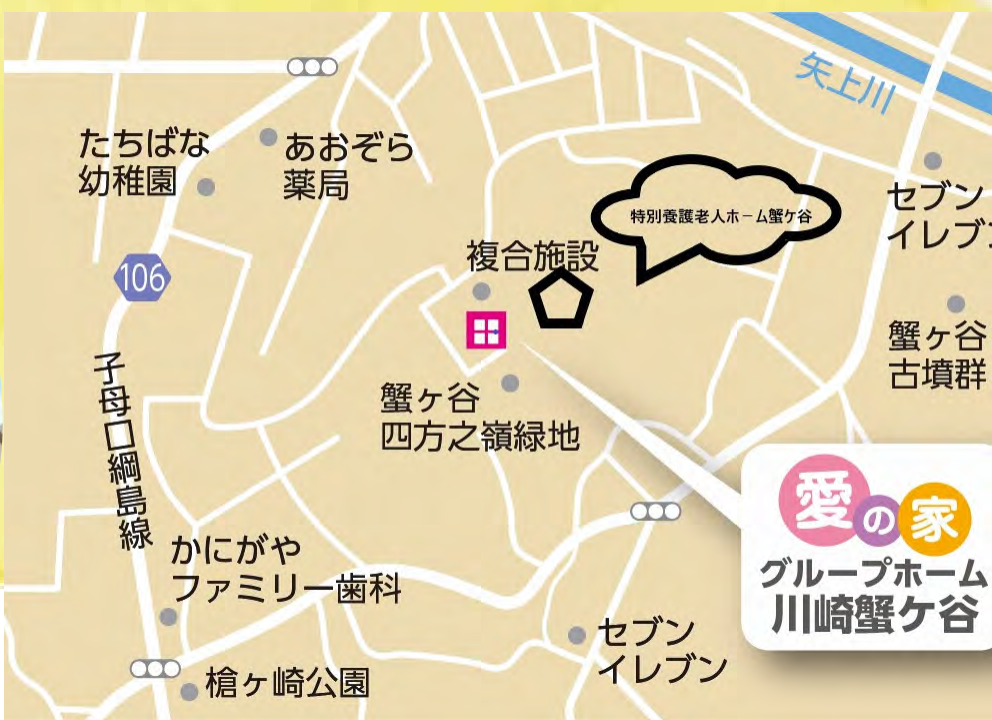 矢上川
たちばな
幼稚園
あおぞら
薬局
特別養護老人ホーム蟹ケ谷
セブン
イレブン
複合施設
106
蟹ヶ谷
古墳群
子母口綱島線
蟹ヶ谷
四方之嶺緑地
愛の家
グループホーム
川崎蟹ケ谷
かにがや
ファミリー歯科
セブン
イレブン
槍ヶ崎公園